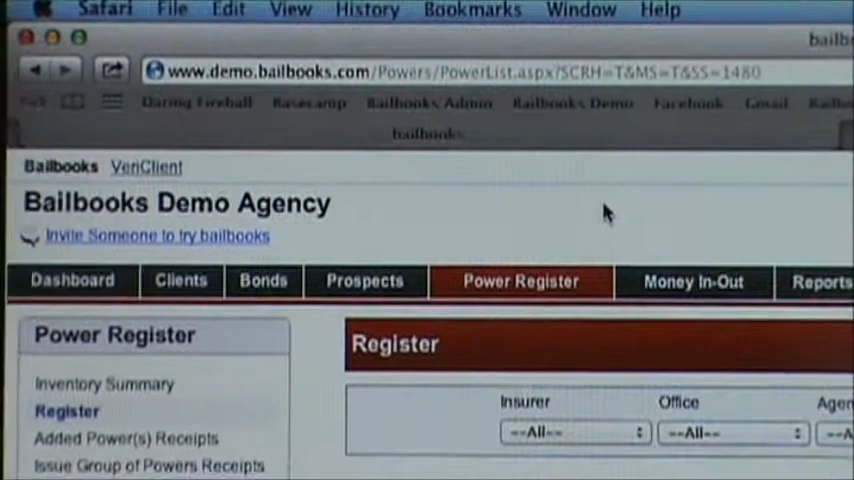 Safari File Edit View History Bookmarks Window Help
bailb
www.demo.bailbooks.com/Powers/PowerList.aspx?SCRH=T&MS=T&SS=1480
Daring Fireball Basecamp Bailbooks Admin Bailbooks Demo Facebook Gmail
bailbooks
Bailbooks VeriClient
Bailbooks Demo Agency
Invite Someone to try bailbooks
Dashboard Clients Bonds Prospects Power Register Money In-Out Reports
Power Register
Register
Inventory Summary
Insurer Office Agen
Register
--All-- --All-- --A
Added Power(s) Receipts
Issue Group of Powers Receipts